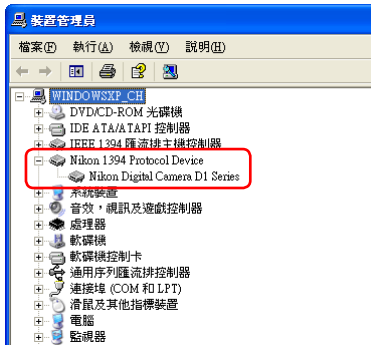 裝置管理員
檔案(F) 執行(A) 檢視(V) 說明(H)
WINDOWSXP_CH
DVD/CD-ROM 光碟機
IDE ATA/ATAPI 控制器
IEEE 1394 匯流排主機控制器
Nikon 1394 Protocol Device
Nikon Digital Camera D1 Series
系統裝置
音效，視訊及遊戲控制器
處理器
軟碟機
軟碟機控制卡
通用序列匯流排控制器
連接埠 (COM 和 LPT)
滑鼠及其他指標裝置
電腦
監視器